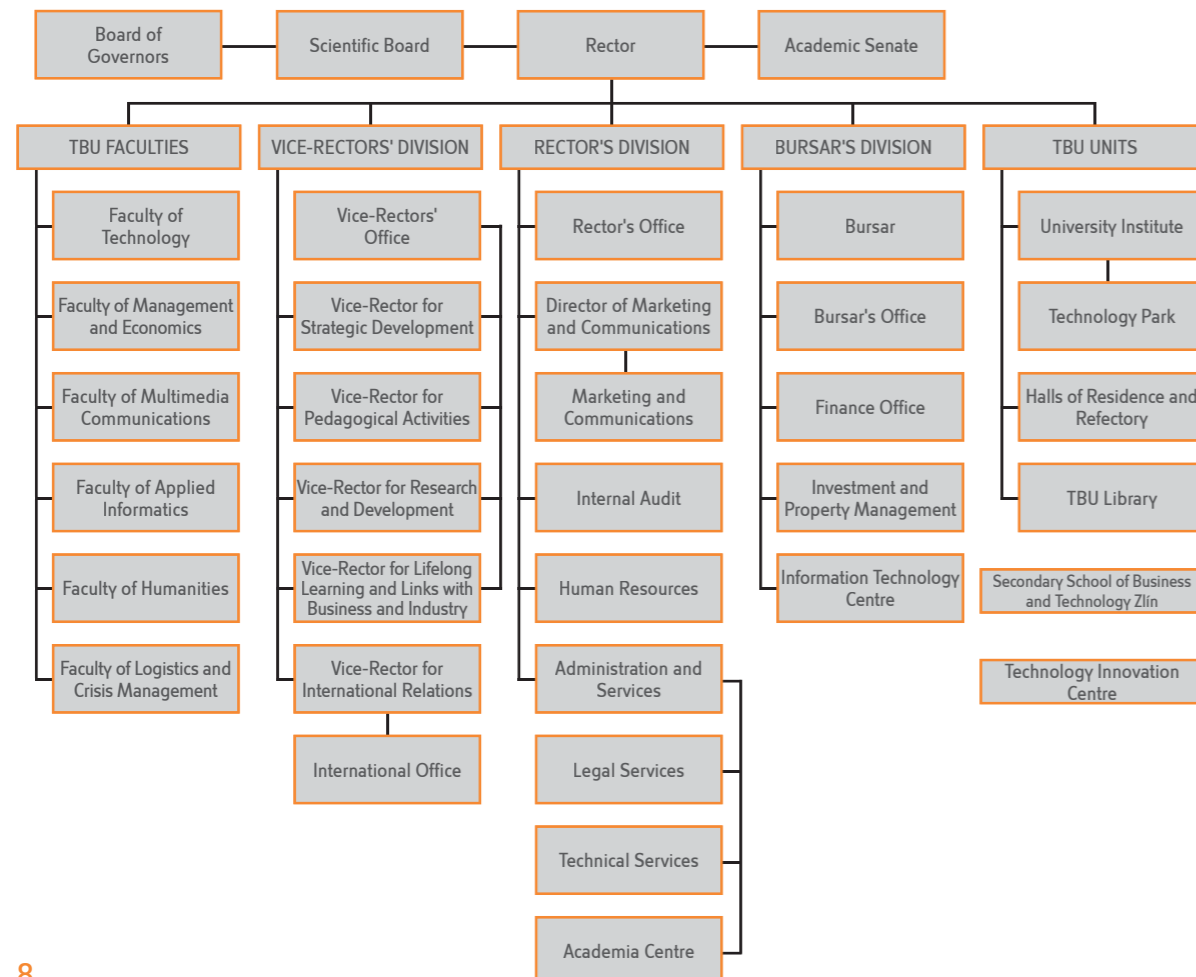 Board of
Governors
Scientific Board
Rector
Academic Senate
TBU FACULTIES
VICE-RECTORS' DIVISION
RECTOR'S DIVISION
BURSAR'S DIVISION
TBU UNITS
Faculty of
Technology
Faculty of Management
and Economics
Faculty of Multimedia
Communications
Faculty of Applied
Informatics
Faculty of Humanities
Faculty of Logistics and
Crisis Management
Vice-Rectors'
Office
Vice-Rector for
Strategic Development
Vice-Rector for
Pedagogical Activities
Vice-Rector for Research
and Development
Vice-Rector for Lifelong
Learning and Links with
Business and Industry
Vice-Rector for
International Relations
International Office
Rector's Office
Director of Marketing
and Communications
Marketing and
Communications
Internal Audit
Human Resources
Administration and
Services
Legal Services
Technical Services
Academia Centre
Bursar
Bursar's Office
Finance Office
Investment and
Property Management
Information Technology
Centre
University Institute
Technology Park
Halls of Residence and
Refectory
TBU Library
Secondary School of Business
and Technology Zlín
Technology Innovation
Centre
8